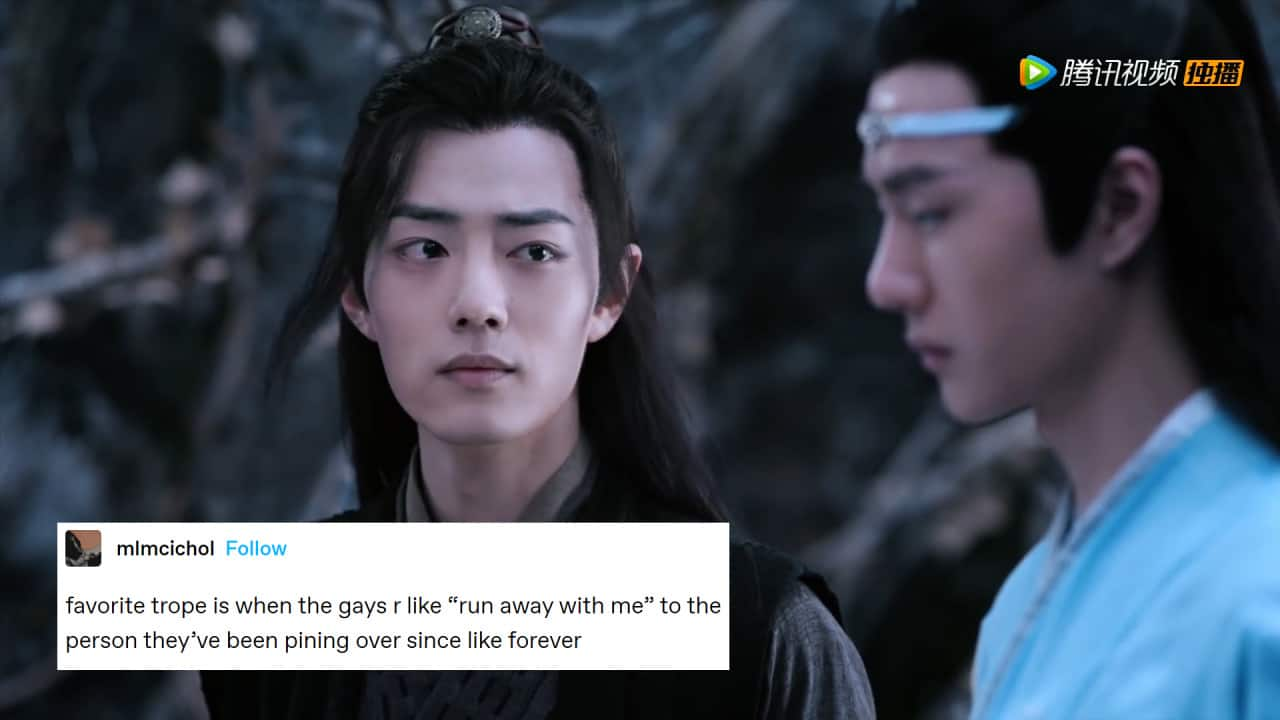 腾讯视频 独播
mlmcichol Follow
favorite trope is when the gays r like “run away with me” to the
person they’ve been pining over since like forever